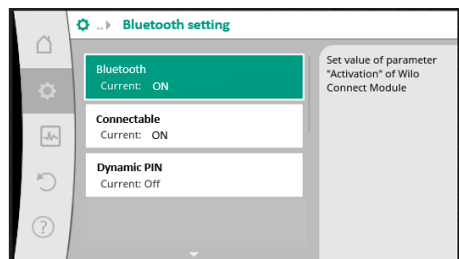 ..▸ Bluetooth setting
Bluetooth
Current: ON
Connectable
Current: ON
Dynamic PIN
Current: Off
Set value of parameter
"Activation" of Wilo
Connect Module
?